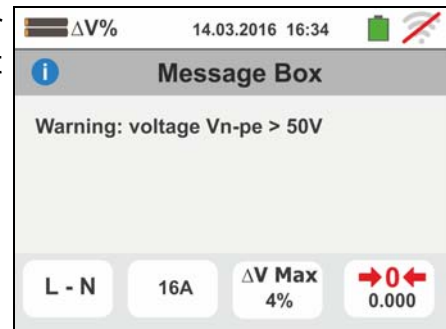 ΔV% 14.03.2016 16:34
i Message Box
Warning: voltage Vn-pe > 50V
L - N 16A ΔV Max 4% 0 0.000